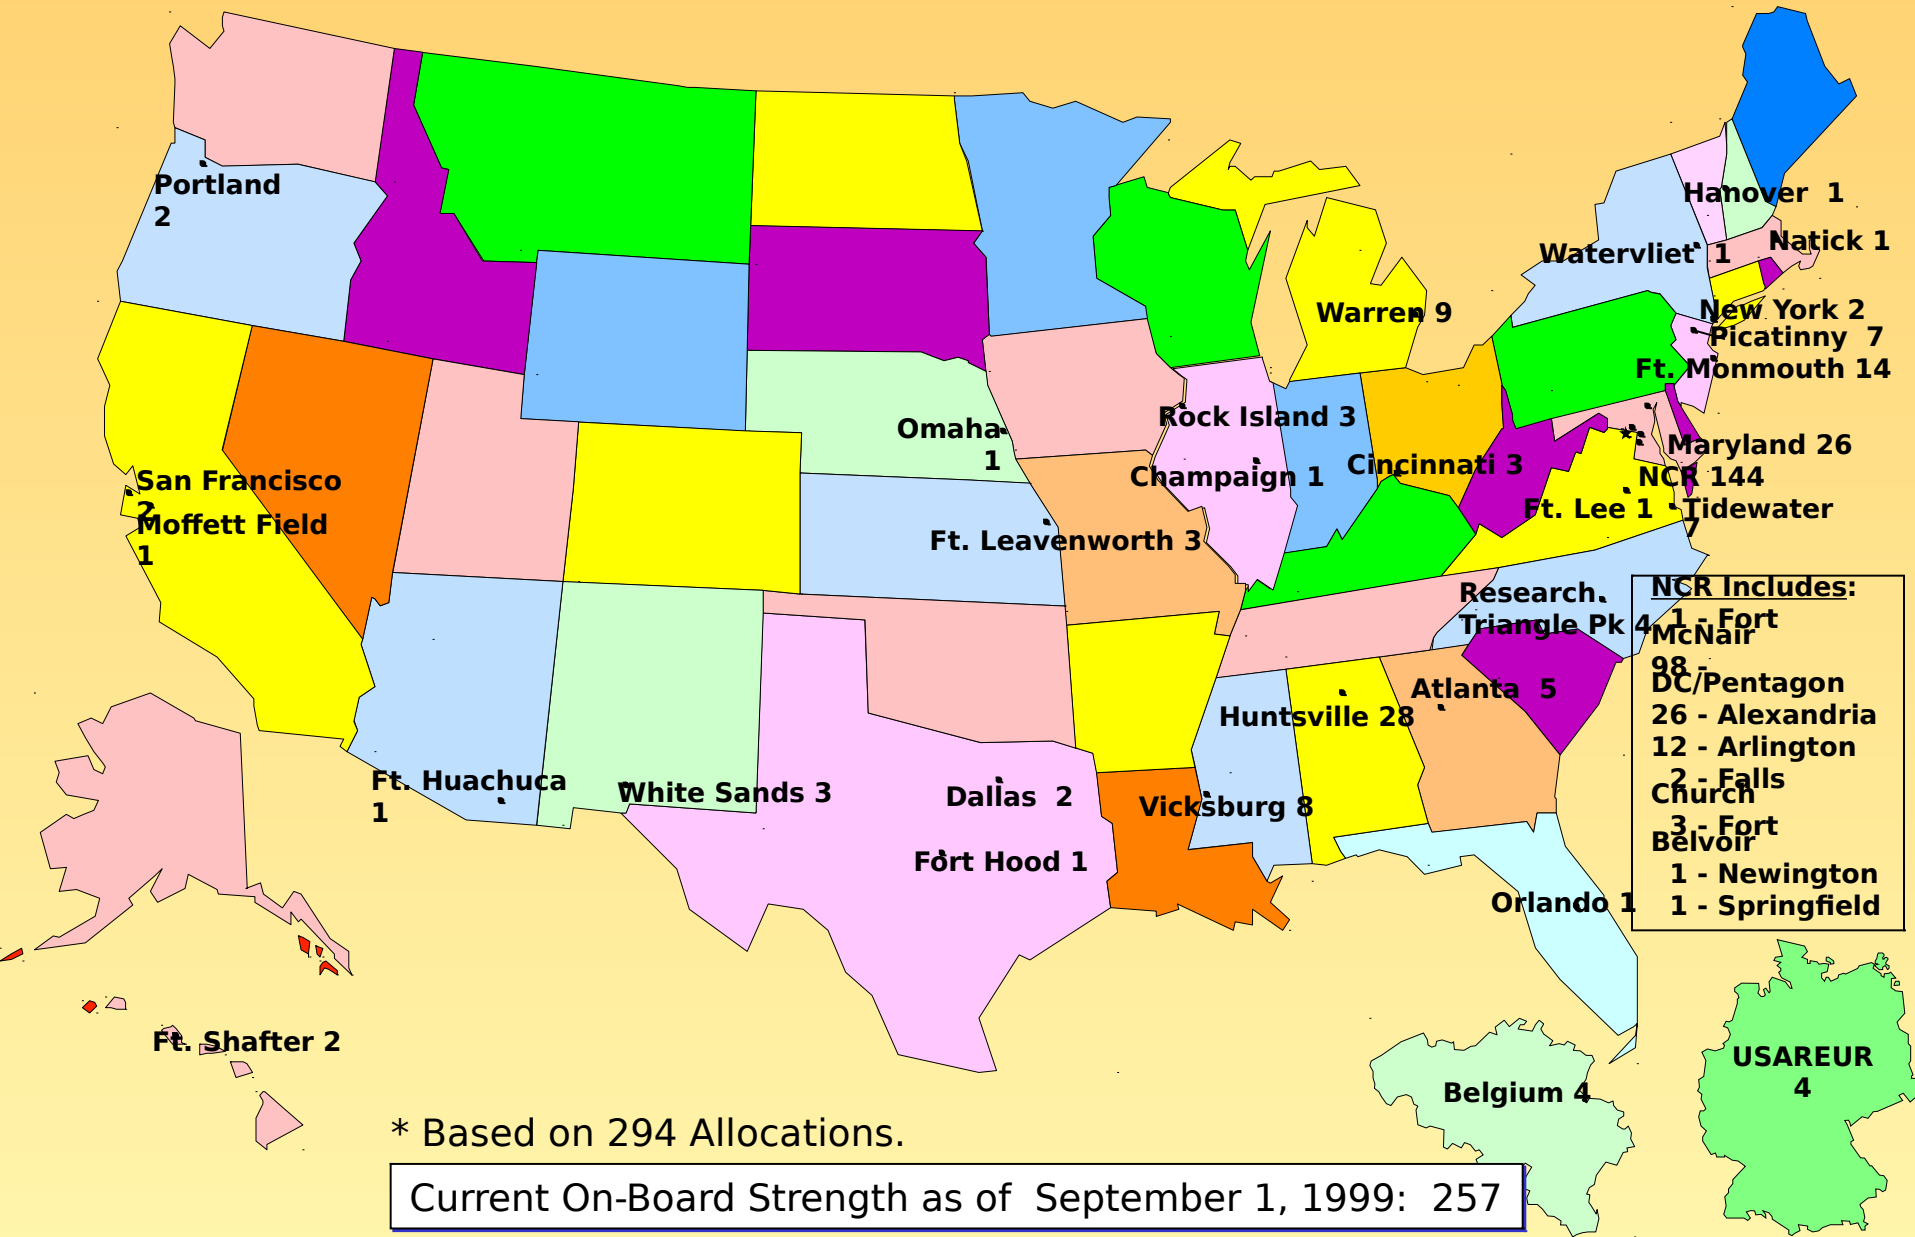 Portland
2
Hanover  1
Natick 1
Watervliet  1
New York 2
Warren 9
Picatinny  7
Ft. Monmouth 14
Rock Island 3
Omaha
1
Maryland 26
Champaign 1
Cincinnati 3
NCR 144
San Francisco
2
Moffett Field
1
Ft. Lee 1
Tidewater
7
Ft. Leavenworth 3
Research
Triangle Pk 4
NCR Includes:
1 - Fort
McNair
98 -
DC/Pentagon
26 - Alexandria
12 - Arlington
2 - Falls
Church
3 - Fort
Belvoir
1 - Newington
1 - Springfield
Atlanta  5
Huntsville 28
Ft. Huachuca
1
White Sands 3
Dallas  2
Vicksburg 8
Fort Hood 1
Orlando 1
Ft. Shafter 2
Belgium 4
USAREUR
4
* Based on 294 Allocations.
Current On-Board Strength as of  September 1, 1999:  257